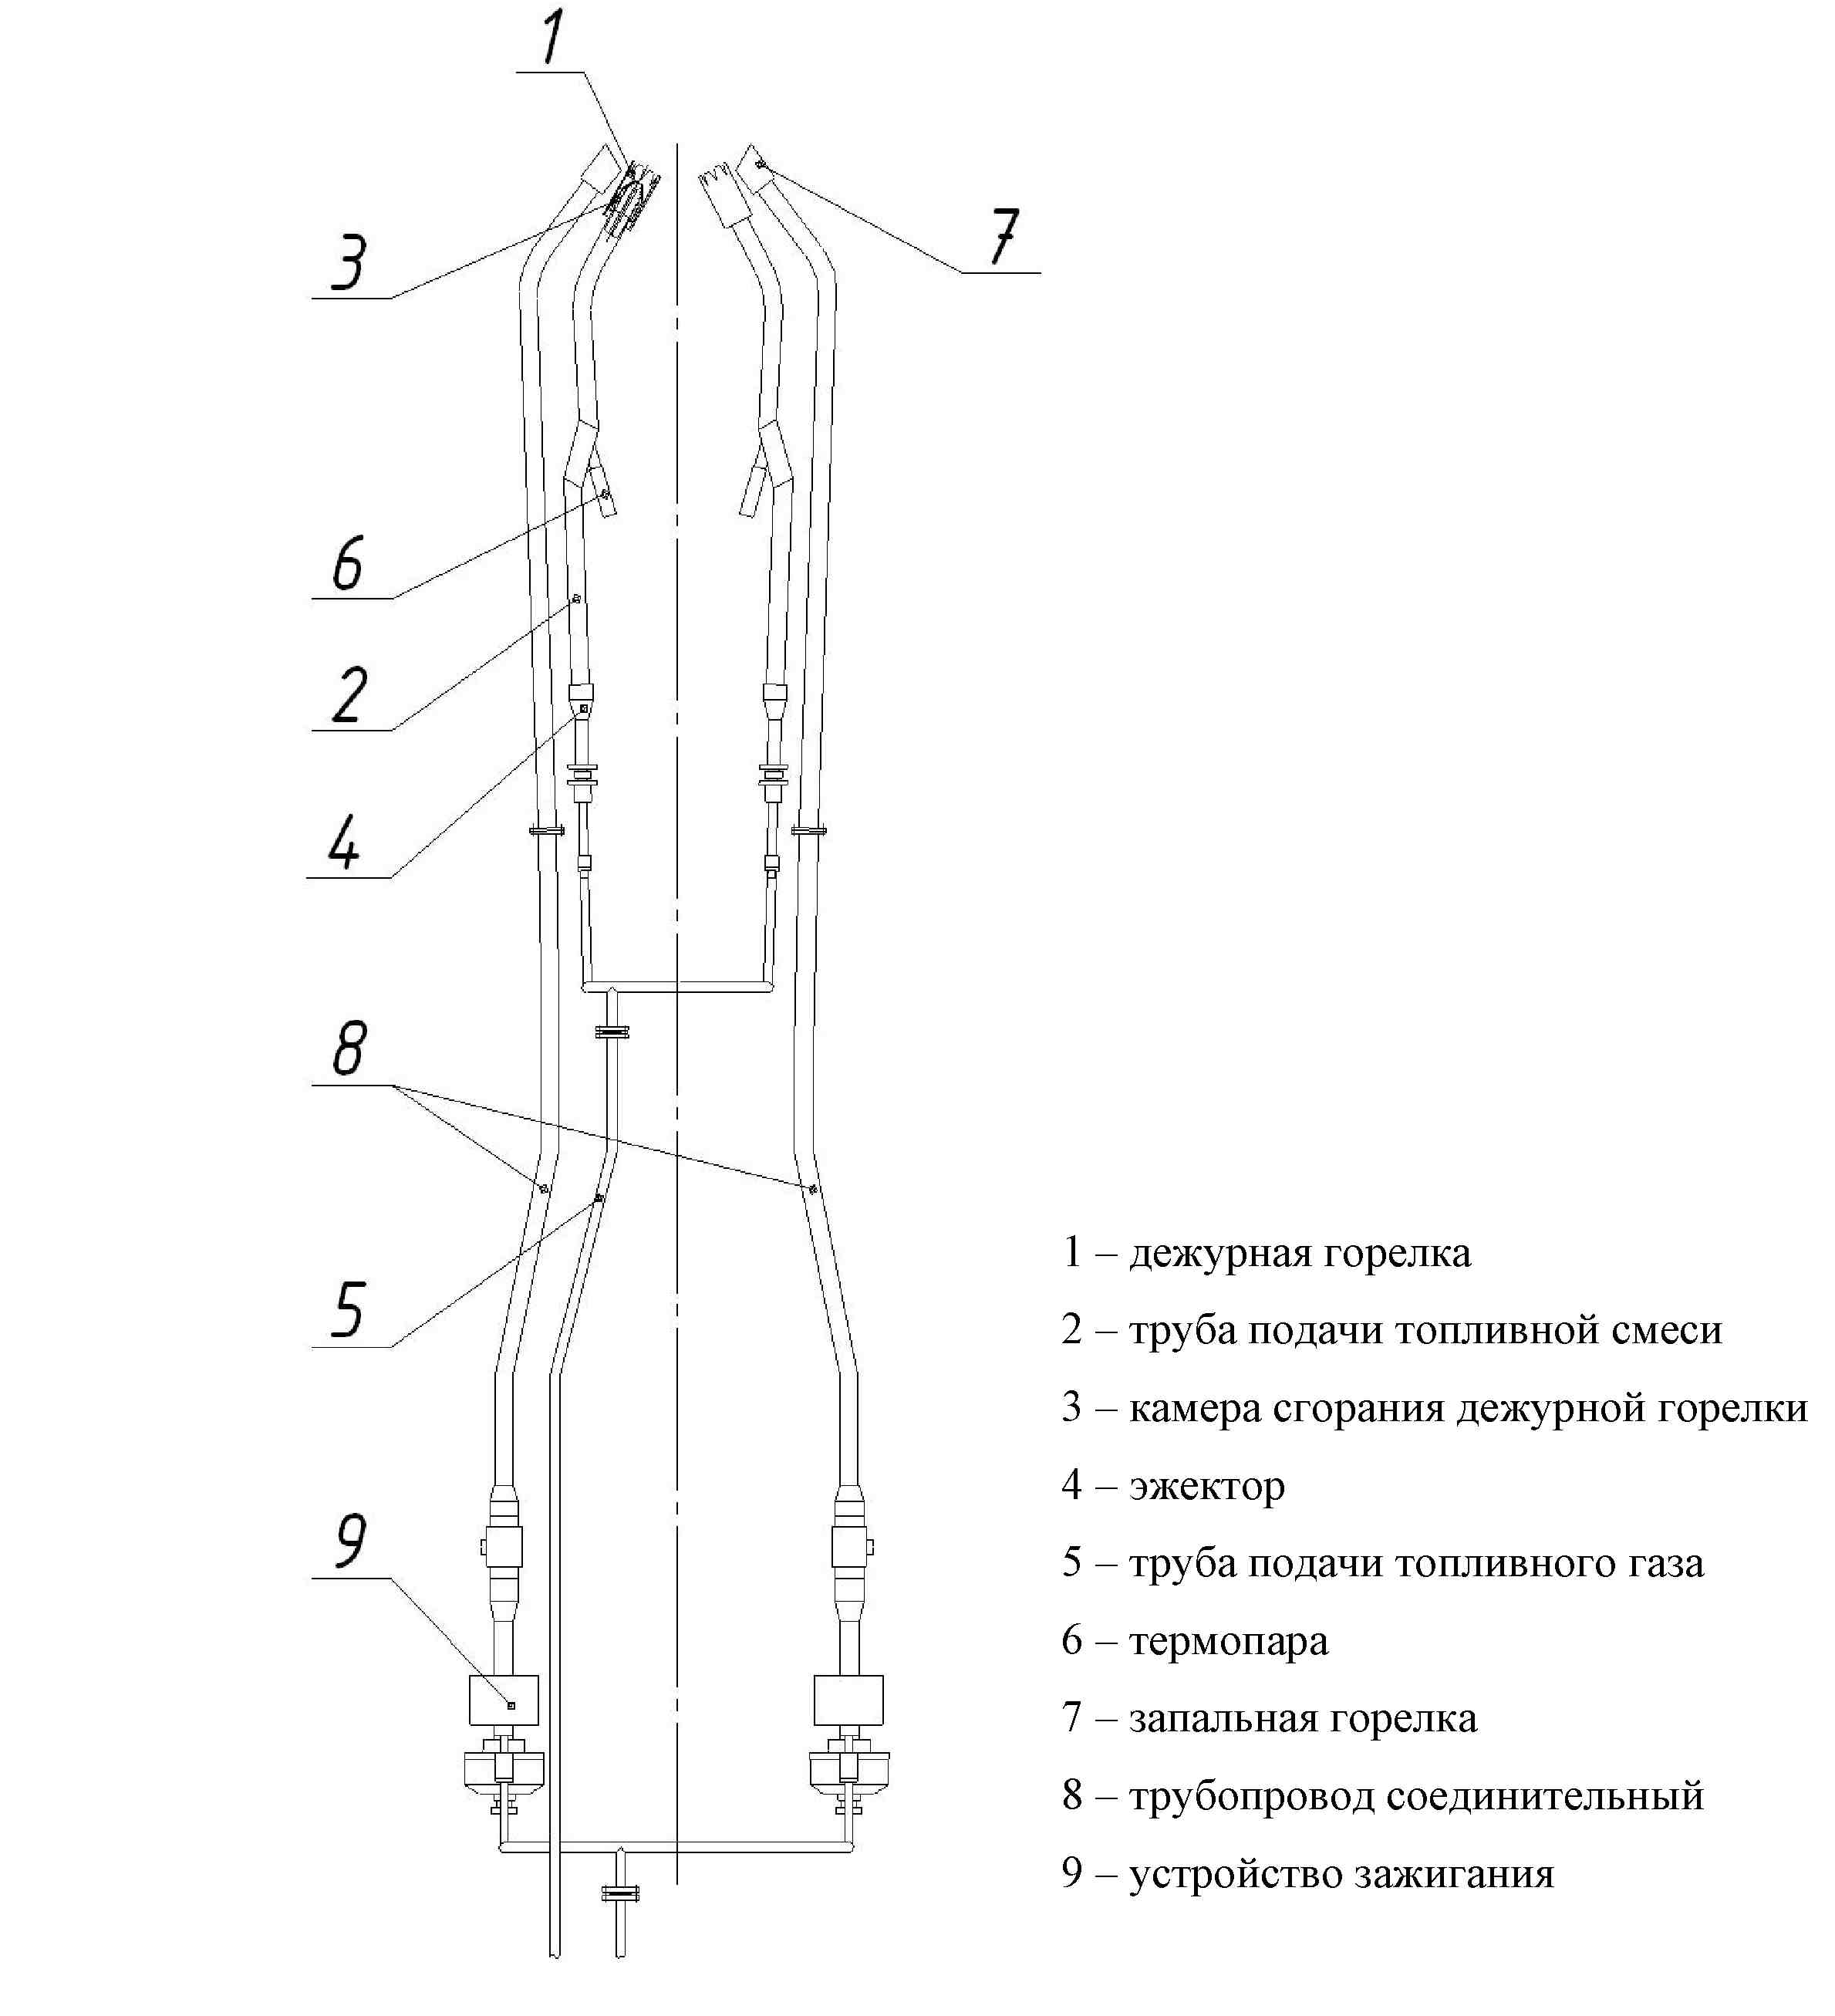 1
3
7
6
2
4
8
5
9
1 – дежурная горелка
2 – труба подачи топливной смеси
3 – камера сгорания дежурной горелки
4 – эжектор
5 – труба подачи топливного газа
6 – термопара
7 – запальная горелка
8 – трубопровод соединительный
9 – устройство зажигания